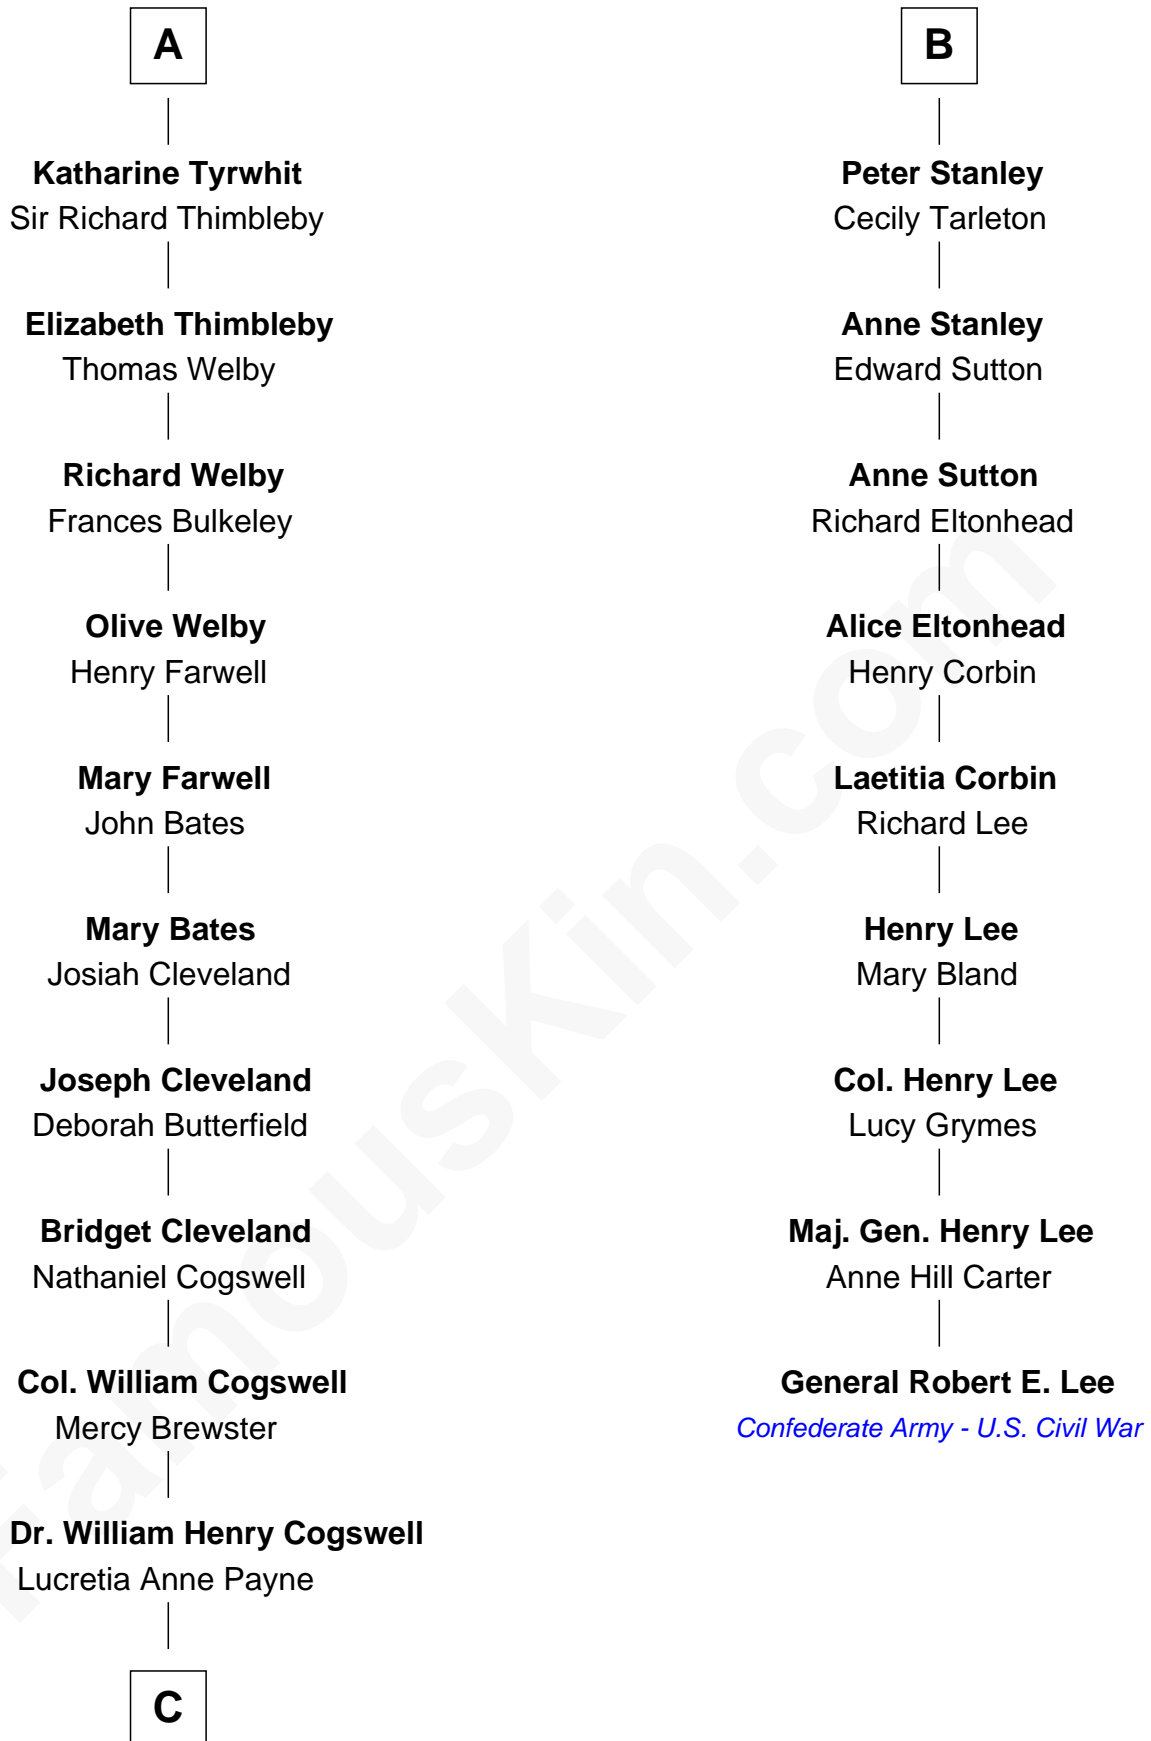 A
Katharine Tyrwhit
Sir Richard Thimbleby
Elizabeth Thimbleby
Thomas Welby
Richard Welby
Frances Bulkeley
Olive Welby
Henry Farwell
Mary Farwell
John Bates
Mary Bates
Josiah Cleveland
Joseph Cleveland
Deborah Butterfield
Bridget Cleveland
Nathaniel Cogswell
Col. William Cogswell
Mercy Brewster
Dr. William Henry Cogswell
Lucretia Anne Payne
C
B
Peter Stanley
Cecily Tarleton
Anne Stanley
Edward Sutton
Anne Sutton
Richard Eltonhead
Alice Eltonhead
Henry Corbin
Laetitia Corbin
Richard Lee
Henry Lee
Mary Bland
Col. Henry Lee
Lucy Grymes
Maj. Gen. Henry Lee
Anne Hill Carter
General Robert E. Lee
Confederate Army - U.S. Civil War
FamousKin.com